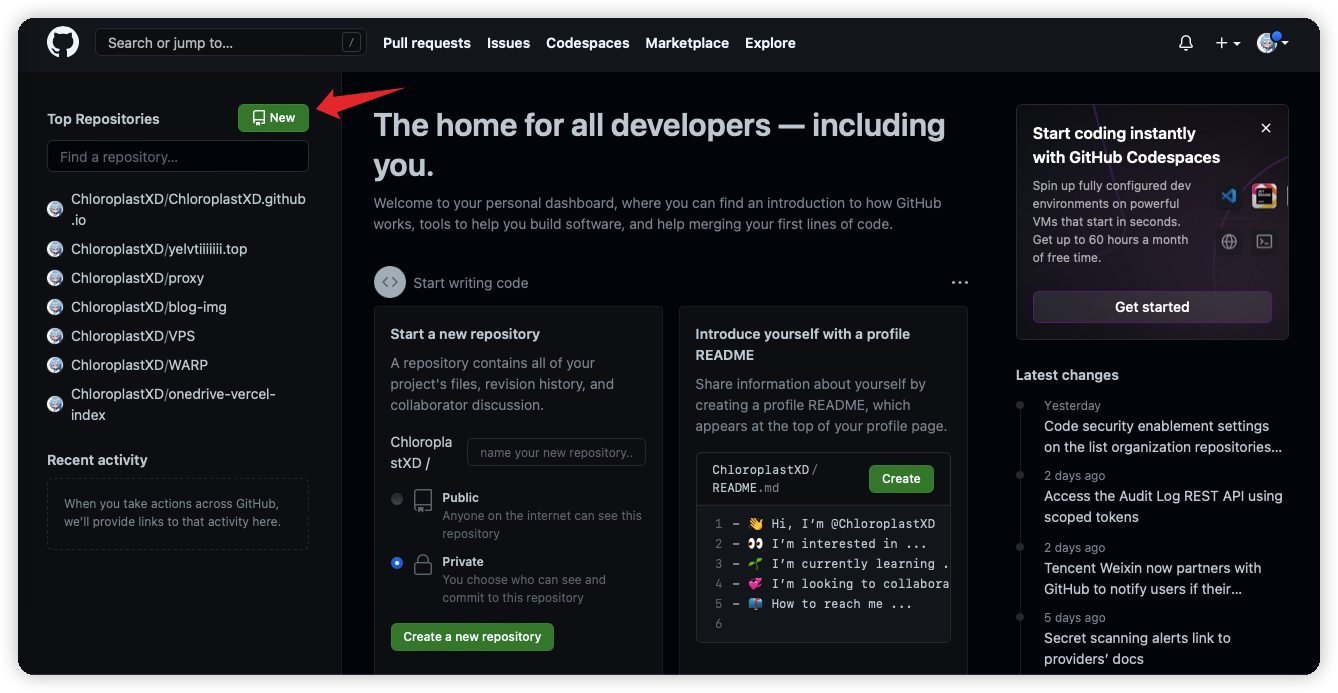 Search or jump to...
/
Pull requests
Issues
Codespaces
Marketplace
Explore
Top Repositories
New
Find a repository...
ChloroplastXD/ChloroplastXD.github
.io
ChloroplastXD/yelvtiiiiiii.top
ChloroplastXD/proxy
ChloroplastXD/blog-img
ChloroplastXD/VPS
ChloroplastXD/WARP
ChloroplastXD/onedrive-vercel-
index
Recent activity
When you take actions across GitHub,
we'll provide links to that activity here.
The home for all developers — including
you.
Welcome to your personal dashboard, where you can find an introduction to how GitHub
works, tools to help you build software, and help merging your first lines of code.
Start writing code
Start a new repository
A repository contains all of your
project's files, revision history, and
collaborator discussion.
Chloropla
stXD /
name your new repository..
Public
Anyone on the internet can see this
repository
Private
You choose who can see and
commit to this repository
Create a new repository
Introduce yourself with a profile
README
Share information about yourself by
creating a profile README, which
appears at the top of your profile page.
ChloroplastXD/
README.md
Create
1 – 👋 Hi, I'm @ChloroplastXD
2 – 👀 I'm interested in ...
3 – 🌱 I'm currently learning .
4 – 💞️ I'm looking to collabora
5 – 📫 How to reach me ...
6
Start coding instantly
with GitHub Codespaces
Spin up fully configured dev
environments on powerful
VMs that start in seconds.
Get up to 60 hours a month
of free time.
Get started
Latest changes
Yesterday
Code security enablement settings
on the list organization repositories...
2 days ago
Access the Audit Log REST API using
scoped tokens
2 days ago
Tencent Weixin now partners with
GitHub to notify users if their...
5 days ago
Secret scanning alerts link to
providers' docs